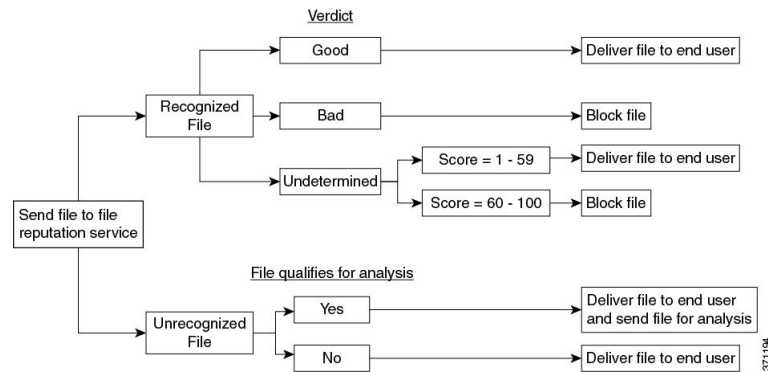 Verdict
Good
Deliver file to end user
Recognized
File
Bad
Block file
Undetermined
Score = 1 - 59
Deliver file to end user
Score = 60 - 100
Block file
Send file to file
reputation service
File qualifies for analysis
Unrecognized
File
Yes
Deliver file to end user
and send file for analysis
No
Deliver file to end user
371194